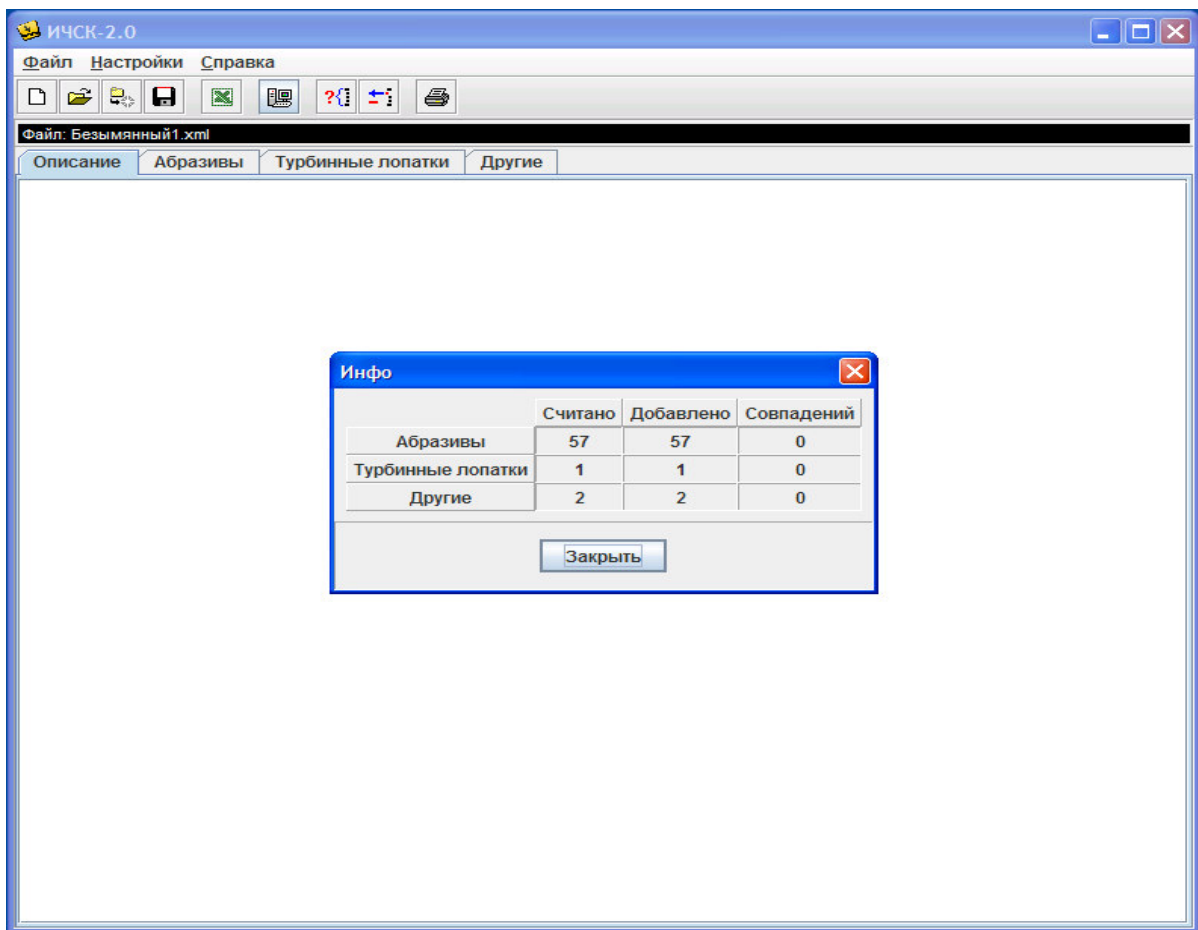 ИЧСК-2.0
Файл Настройки Справка
Файл: Безымянный1.xml
Описание Абразивы Турбинные лопатки Другие
Инфо
Считано Добавлено Совпадений
Абразивы 57 57 0
Турбинные лопатки 1 1 0
Другие 2 2 0
Закрыть